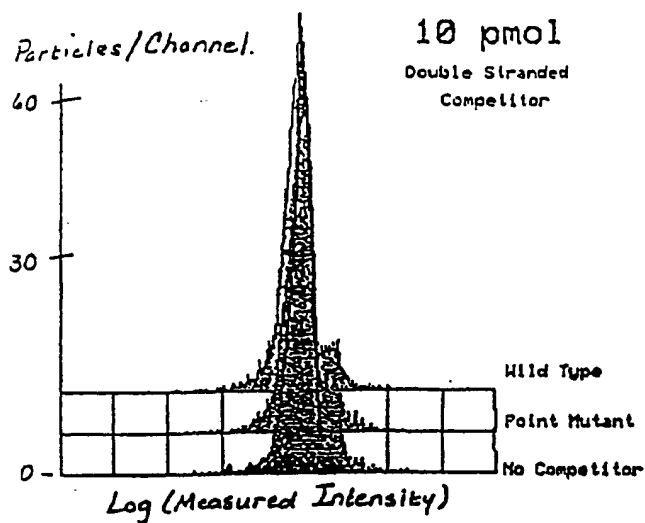 Particles/Channel.
10 pmol
Double Stranded
Competitor
60
30
Wild Type
Point Mutant
No Competitor
0
Log (Measured Intensity)